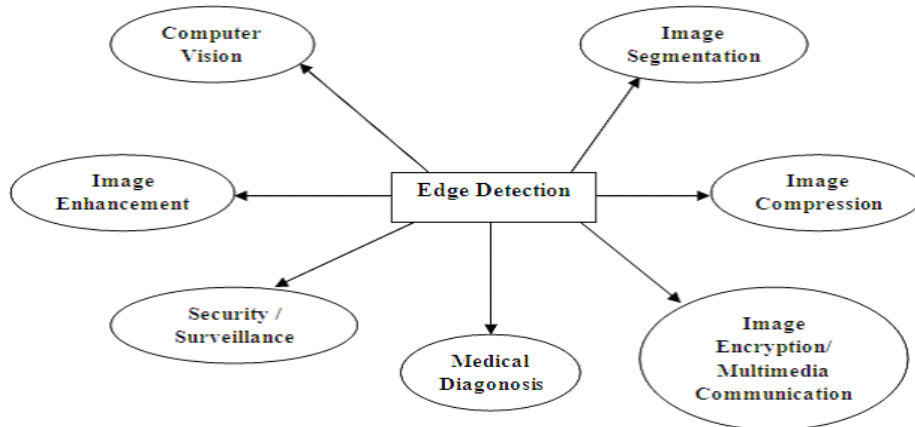 Computer
Vision
Image
Segmentation
Image
Enhancement
Edge Detection
Image
Compression
Security /
Surveillance
Medical
Diagonosis
Image
Encryption/
Multimedia
Communication